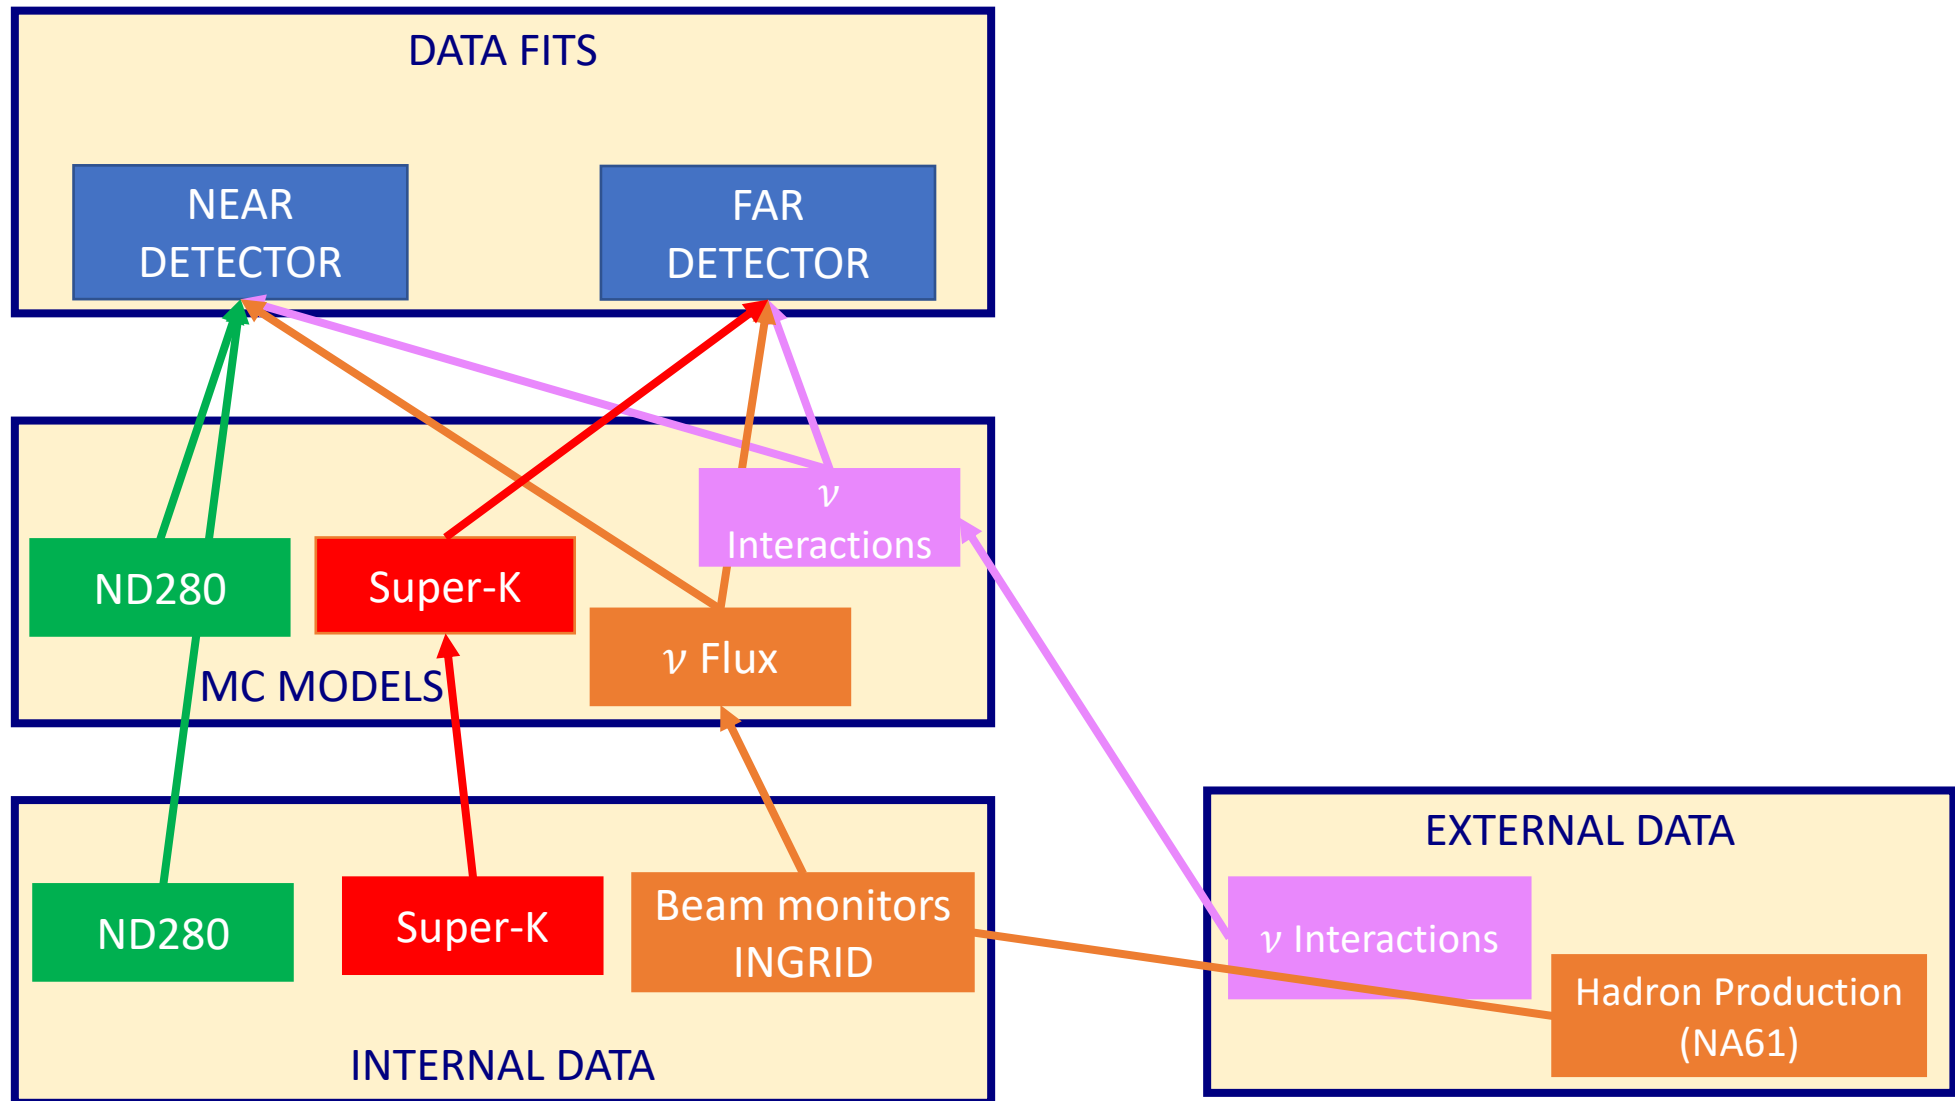 DATA FITS
NEAR
DETECTOR
FAR
DETECTOR
ν
Interactions
ND280
Super-K
ν Flux
MC MODELS
EXTERNAL DATA
ND280
Super-K
Beam monitors
INGRID
ν Interactions
Hadron Production
(NA61)
INTERNAL DATA